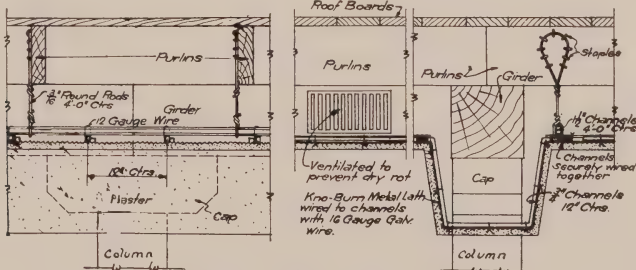 Roof Boards
Purlins
3/16" Round Rods
4'-0" Ctrs
Girder
12 Gauge Wire
12" Ctrs.
Plaster
Cap
Column
Purlins
Ventilated to
prevent dry rot
Kno-Burn Metal Lath
wired to channels
with 16 Gauge Galv.
Wire.
Purlins
Girder
Staples
1½" Channels
4'-0" Ctrs
Channels
securely wired
together
Cap
¾" Channels
12" Ctrs.
Column